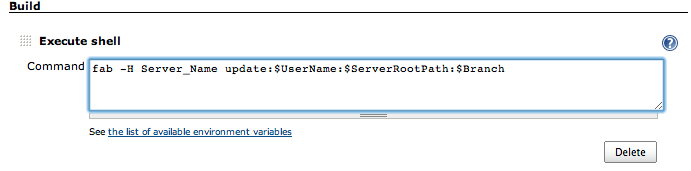 Build
Execute shell
Command
fab -H Server_Name update:$UserName:$ServerRootPath:$Branch
See the list of available environment variables
Delete